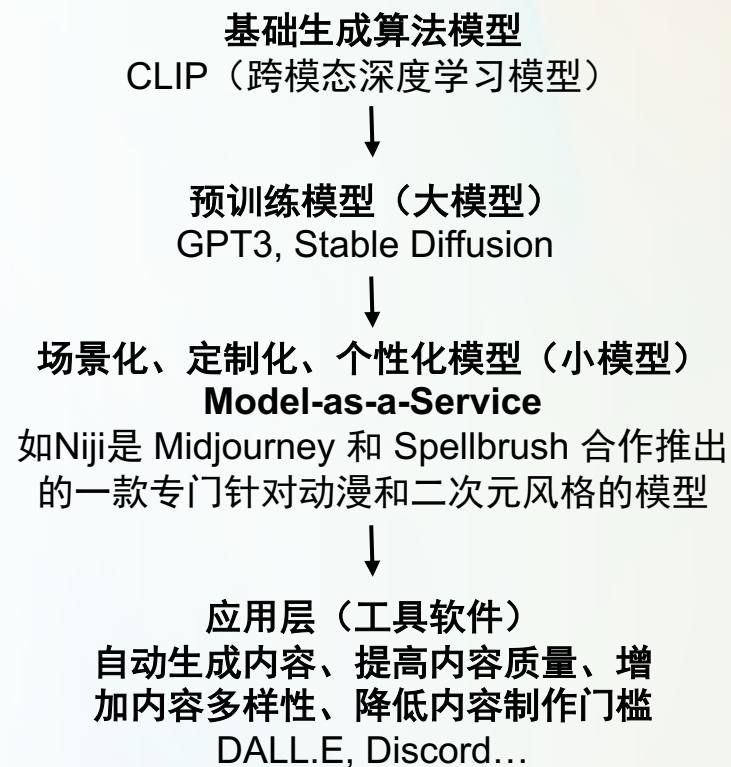 基础生成算法模型
CLIP（跨模态深度学习模型）
预训练模型（大模型）
GPT3, Stable Diffusion
场景化、定制化、个性化模型（小模型）
Model-as-a-Service
如Niji是 Midjourney 和 Spellbrush 合作推出
的一款专门针对动漫和二次元风格的模型
应用层（工具软件）
自动生成内容、提高内容质量、增
加内容多样性、降低内容制作门槛
DALL.E, Discord…